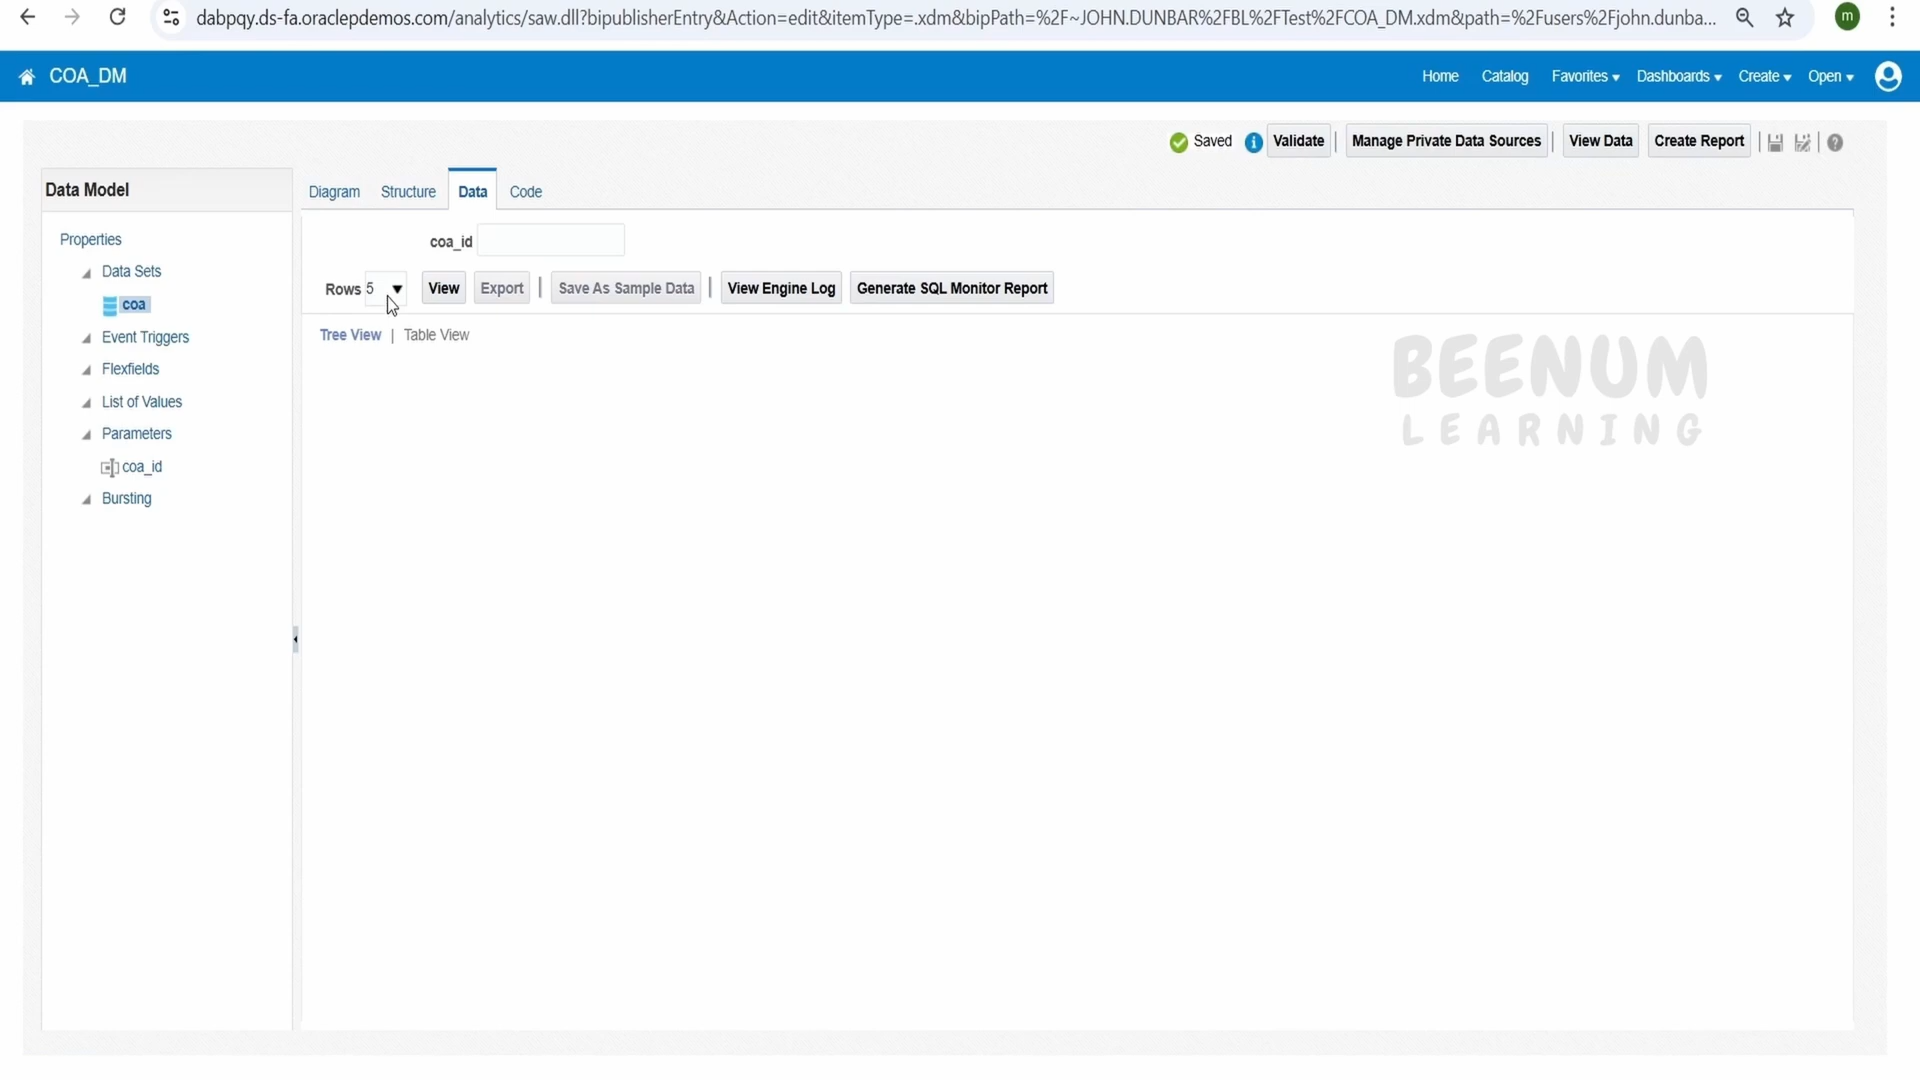 dabpqy.ds-fa.oraclepdemos.com/analytics/saw.dll?bipublisherEntry&Action=edit&itemType=.xdm&bipPath=%2F~JOHN.DUNBAR%2FBL%2FTest%2FCOA_DM.xdm&path=%2Fusers%2Fjohn.dunba...
m
COA_DM
Home Catalog Favorites Dashboards Create Open
Saved Validate | Manage Private Data Sources | View Data Create Report
Data Model
Diagram Structure Data Code
Properties
coa_id
Data Sets
Rows 5 View Export | Save As Sample Data | View Engine Log Generate SQL Monitor Report
coa
Tree View | Table View
Event Triggers
Flexfields
List of Values
Parameters
coa_id
Bursting
BEENUM
LEARNING